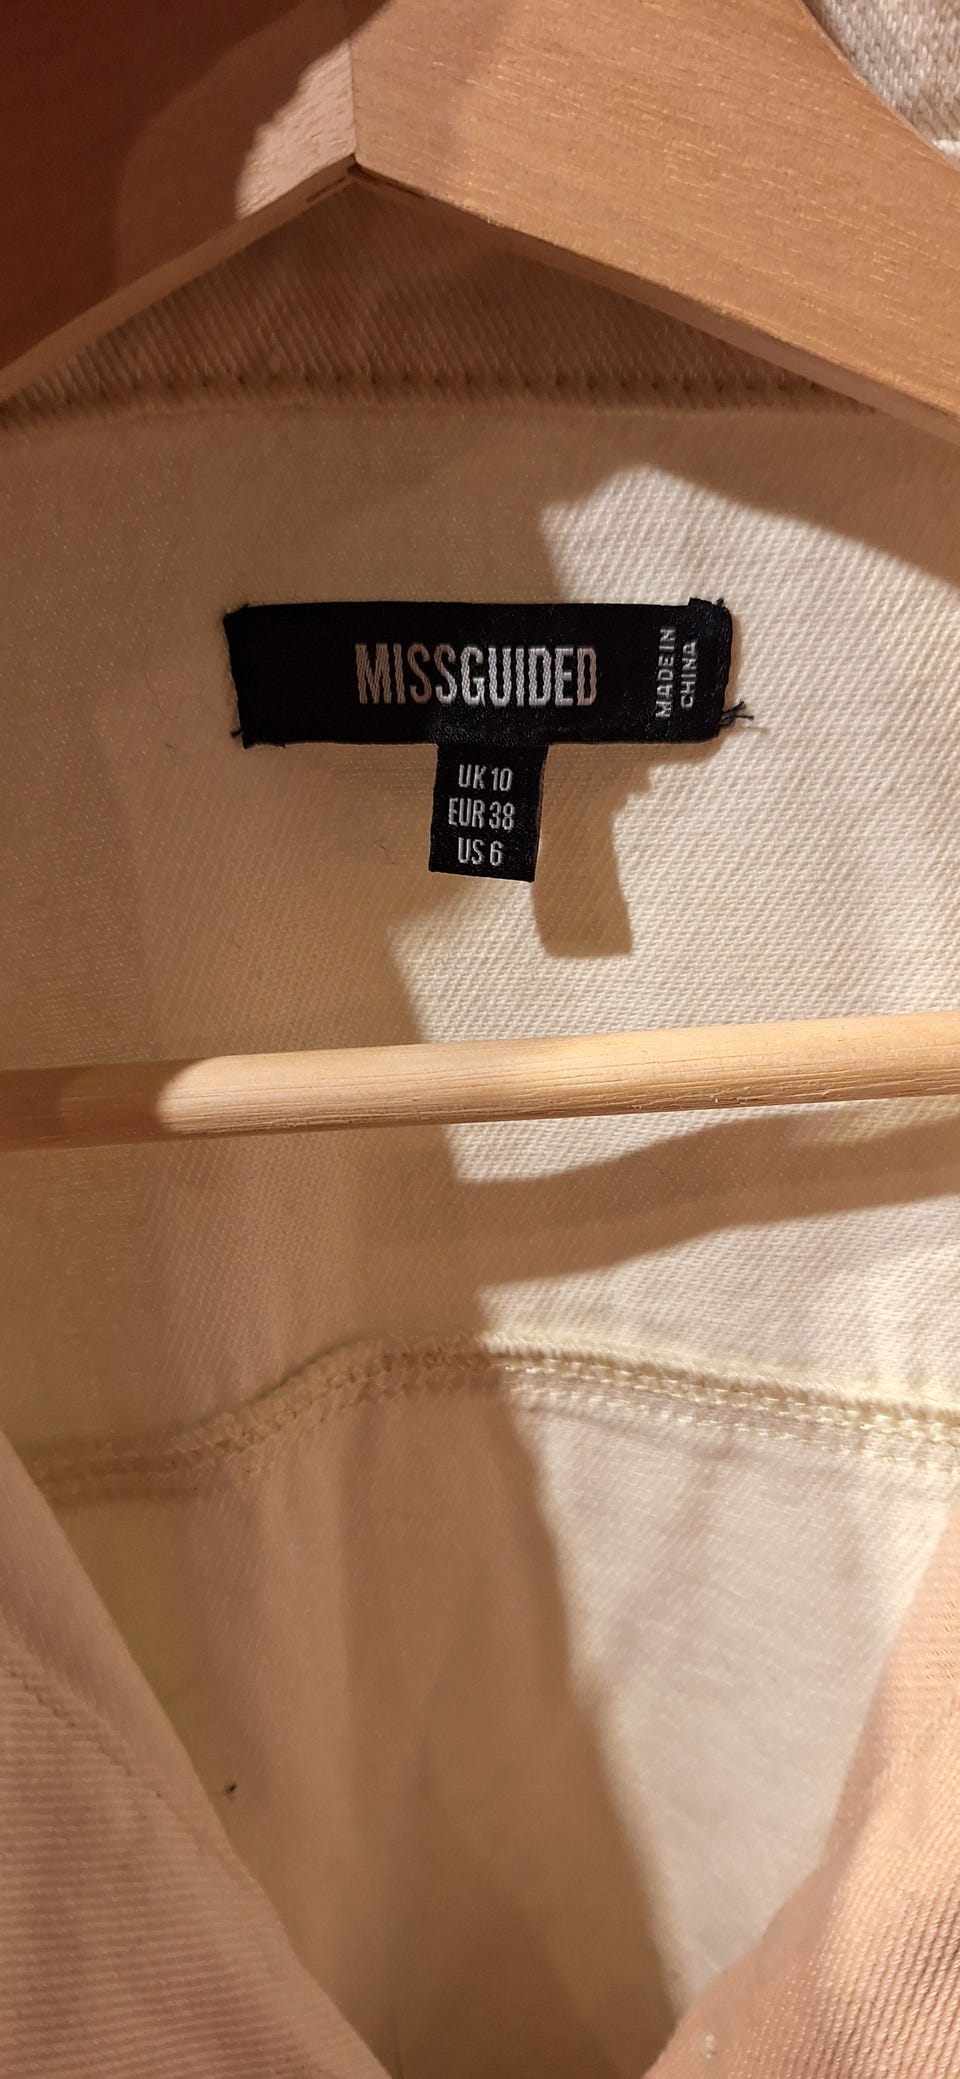 MISSGUIDED
MADE IN
CHINA
UK 10
EUR 38
US 6